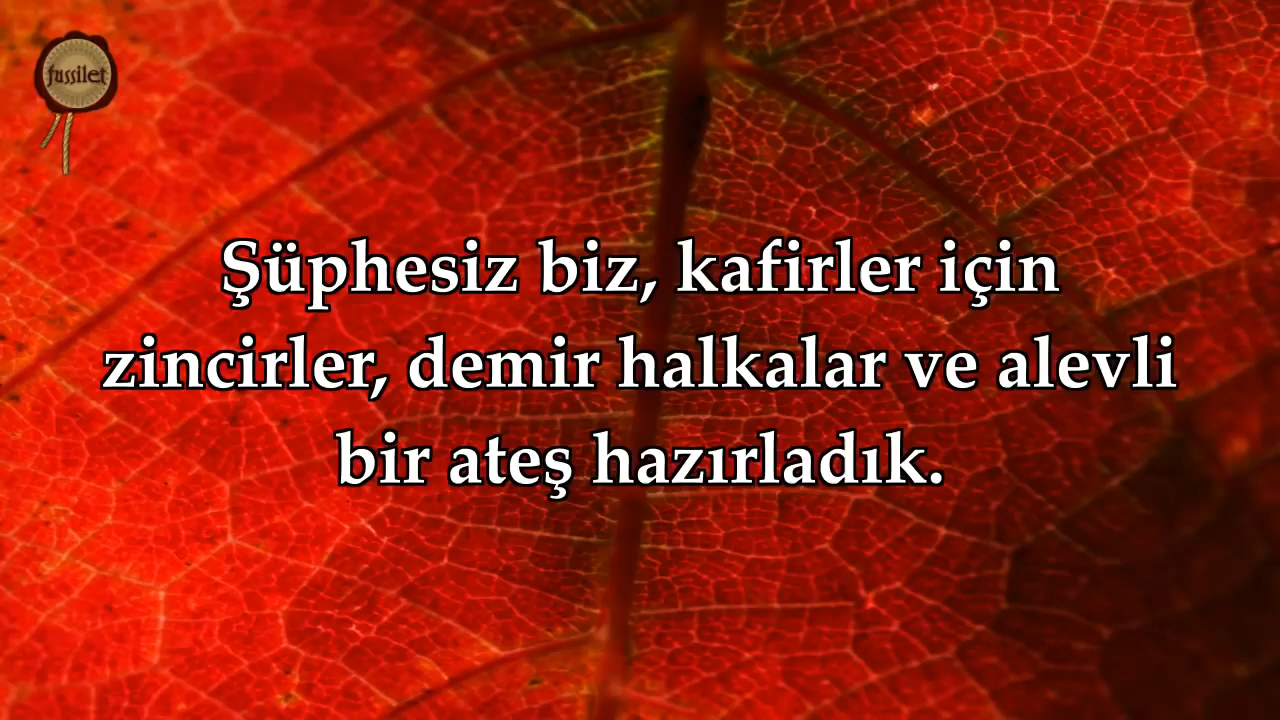 fussilet
Şüphesiz biz, kafirler için
zincirler, demir halkalar ve alevli
bir ateş hazırladık.